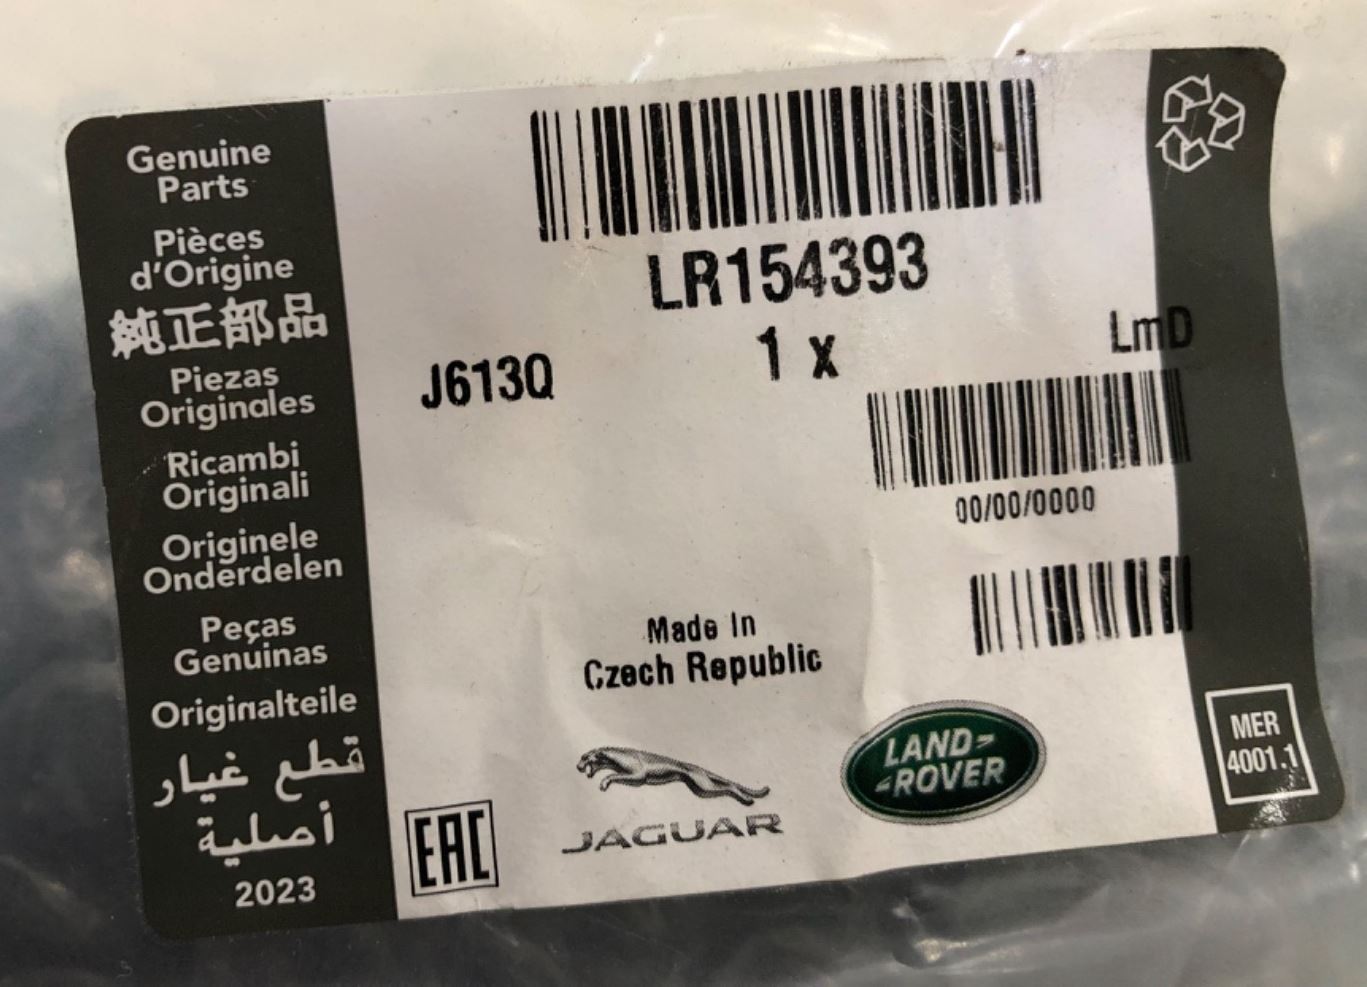 Genuine
Parts
Pièces
d'Origine
純正部品
Piezas
Originales
Ricambi
Originali
Originele
Onderdelen
Peças
Genuinas
Originalteile
قطع غيار
أصلية
2023
LR154393
1 x
LmD
J613Q
00/00/0000
Made In
Czech Republic
EAC
JAGUAR
LAND-
-ROVER
MER
4001.1